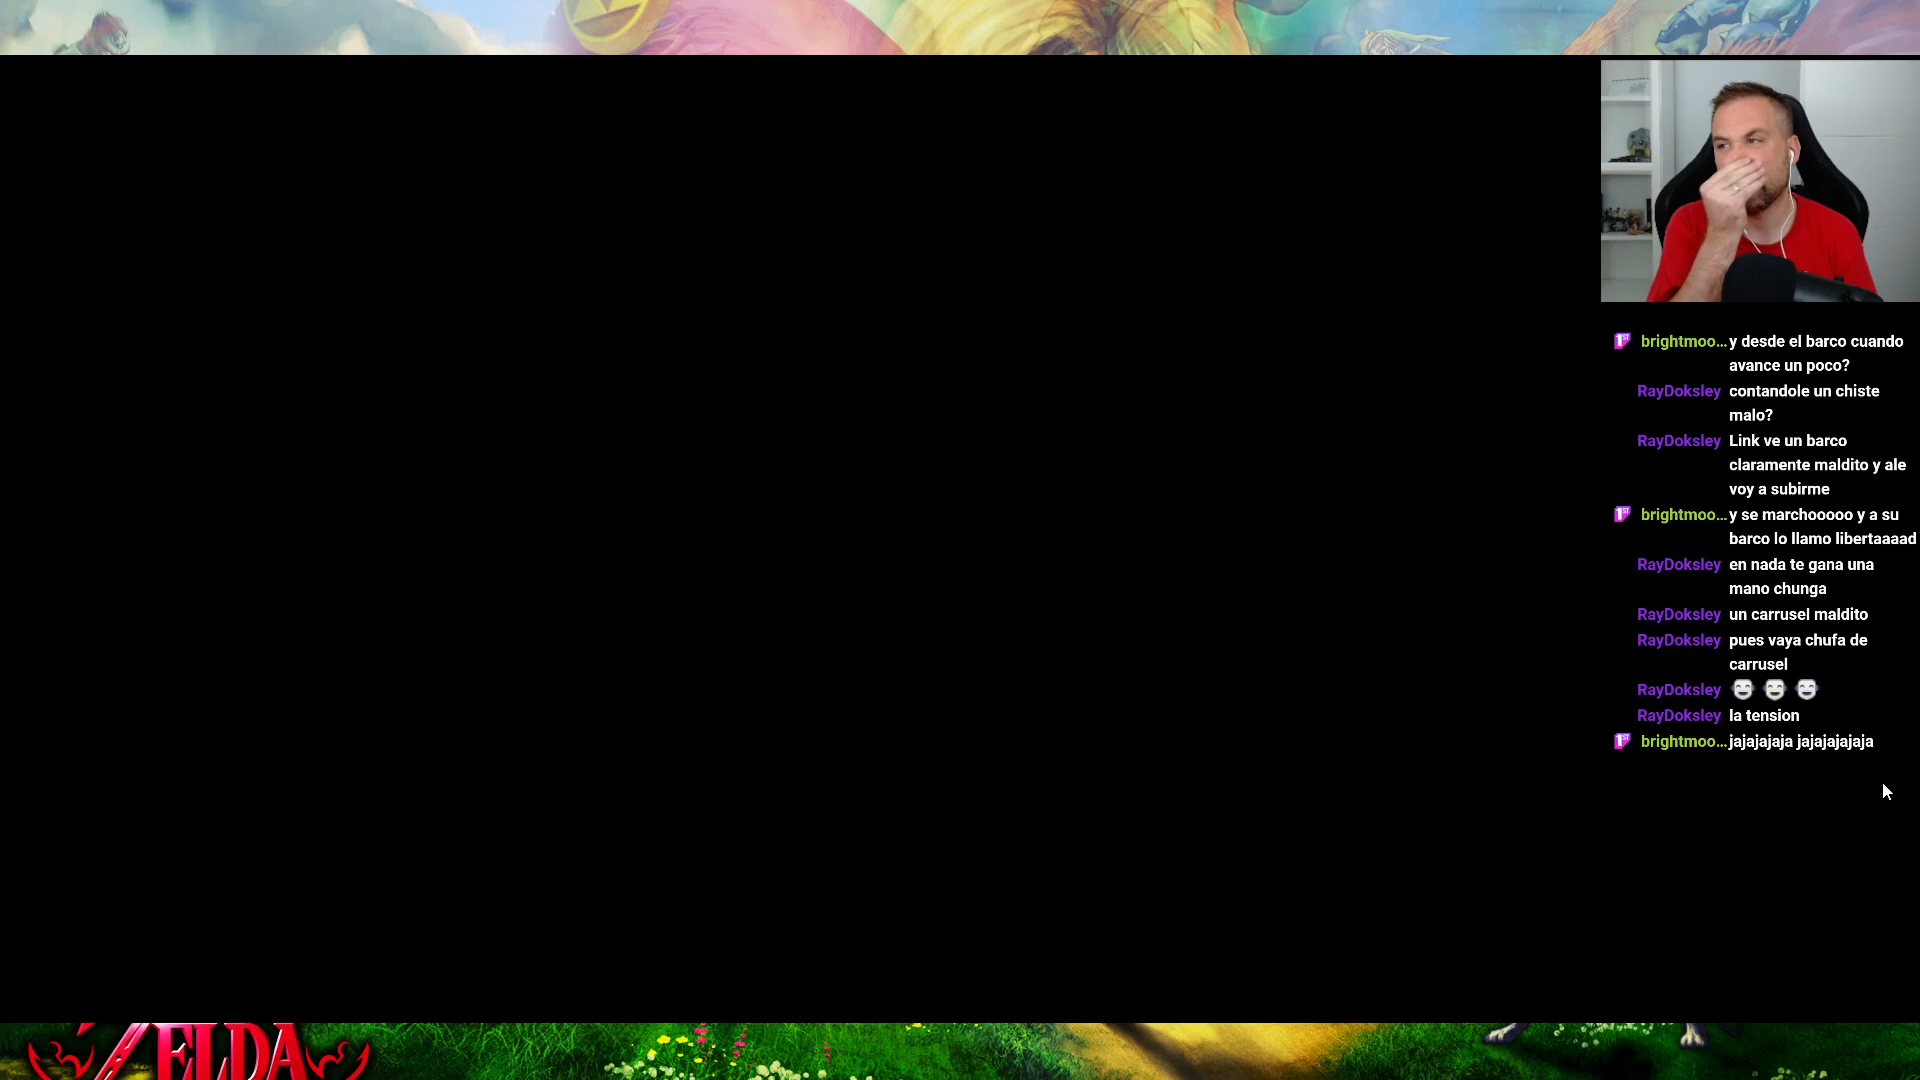 brightmoo... y desde el barco cuando
avance un poco?
RayDoksley contandole un chiste
malo?
RayDoksley Link ve un barco
claramente maldito y ale
voy a subirme
brightmoo... y se marchooooo y a su
barco lo llamo libertaaaad
RayDoksley en nada te gana una
mano chunga
RayDoksley un carrusel maldito
RayDoksley pues vaya chufa de
carrusel
RayDoksley
RayDoksley la tension
brightmoo... jajajajaja jajajajajaja
ZELDA